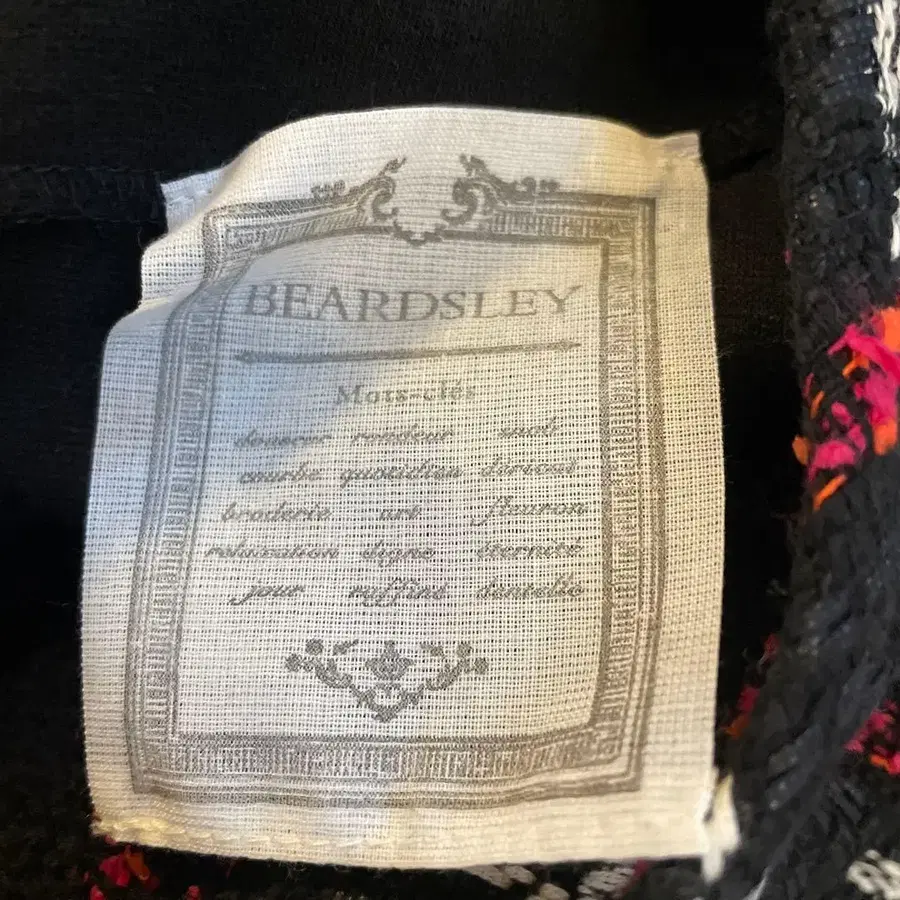 BEARDSLEY
Mots-clés
douceur rondeur
courbe quotidien
broderie art fleuron
relaxation digne éternité
jour raffiné dentelle